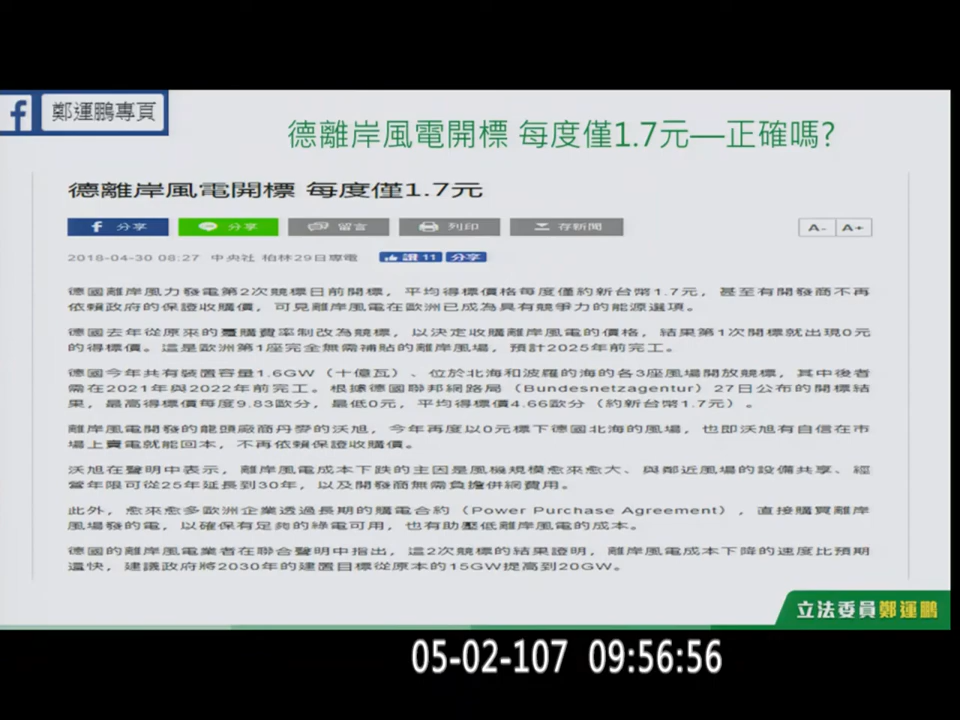 鄭運鵬專頁
德離岸風電開標 每度僅1.7元—正確嗎?
德離岸風電開標 每度僅1.7元
分享 分享 留言 列印 存新聞 A- A+
2018-04-30 08:27 中央社 柏林29日專電 讚 11 分享
德國離岸風力發電第2次競標日前開標，平均得標價格每度僅約新台幣1.7元，甚至有開發商不再
依賴政府的保證收購價，可見離岸風電在歐洲已成為具有競爭力的能源選項。
德國去年從原來的躉購費率制改為競標，以決定收購離岸風電的價格，結果第1次開標就出現0元
的得標價。這是歐洲第1座完全無需補貼的離岸風場，預計2025年前完工。
德國今年共有裝置容量1.6GW（十億瓦）、位於北海和波羅的海的各3座風場開放競標，其中後者
需在2021年與2022年前完工。根據德國聯邦網路局（Bundesnetzagentur）27日公布的開標結
果，最高得標價每度9.83歐分，最低0元，平均得標價4.66歐分（約新台幣1.7元）。
離岸風電開發的龍頭廠商丹麥的沃旭，今年再度以0元標下德國北海的風場，也即沃旭有自信在市
場上賣電就能回本，不再依賴保證收購價。
沃旭在聲明中表示，離岸風電成本下跌的主因是風機規模愈來愈大、與鄰近風場的設備共享、經
營年限可從25年延長到30年，以及開發商無需負擔併網費用。
此外，愈來愈多歐洲企業透過長期的購電合約（Power Purchase Agreement），直接購買離岸
風場發的電，以確保有足夠的綠電可用，也有助壓低離岸風電的成本。
德國的離岸風電業者在聯合聲明中指出，這2次競標的結果證明，離岸風電成本下降的速度比預期
還快，建議政府將2030年的建置目標從原本的15GW提高到20GW。
立法委員鄭運鵬
05-02-107 09:56:56